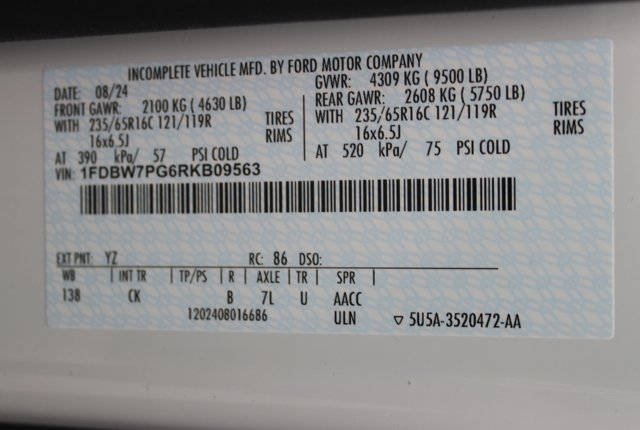 INCOMPLETE VEHICLE MFD. BY FORD MOTOR COMPANY
DATE: 08/24 GVWR: 4309 KG ( 9500 LB)
FRONT GAWR: 2100 KG ( 4630 LB) REAR GAWR: 2608 KG ( 5750 LB)
WITH 235/65R16C 121/119R TIRES WITH 235/65R16C 121/119R TIRES
16x6.5J RIMS 16x6.5J RIMS
AT 390 kPa/ 57 PSI COLD AT 520 kPa/ 75 PSI COLD
VIN: 1FDBW7PG6RKB09563
EXT PNT: YZ RC: 86 DSO:
WB | INT TR | TP/PS | R | AXLE | TR | SPR |
138 CK B 7L U AACC
1202408016686 ULN ▽ 5U5A-3520472-AA